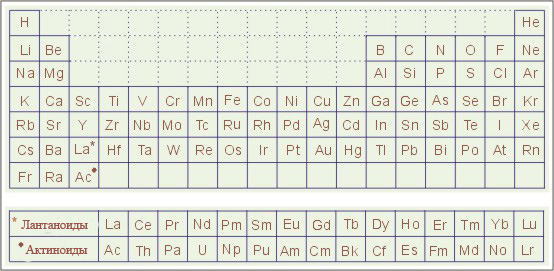 H He
Li Be B C N O F Ne
Na Mg Al Si P S Cl Ar
K Ca Sc Ti V Cr Mn Fe Co Ni Cu Zn Ga Ge As Se Br Kr
Rb Sr Y Zr Nb Mo Tc Ru Rh Pd Ag Cd In Sn Sb Te I Xe
Cs Ba La* Hf Ta W Re Os Ir Pt Au Hg Tl Pb Bi Po At Rn
Fr Ra Ac•
* Лантаноиды La Ce Pr Nd Pm Sm Eu Gd Tb Dy Ho Er Tm Yb Lu
• Актиноиды Ac Th Pa U Np Pu Am Cm Bk Cf Es Fm Md No Lr